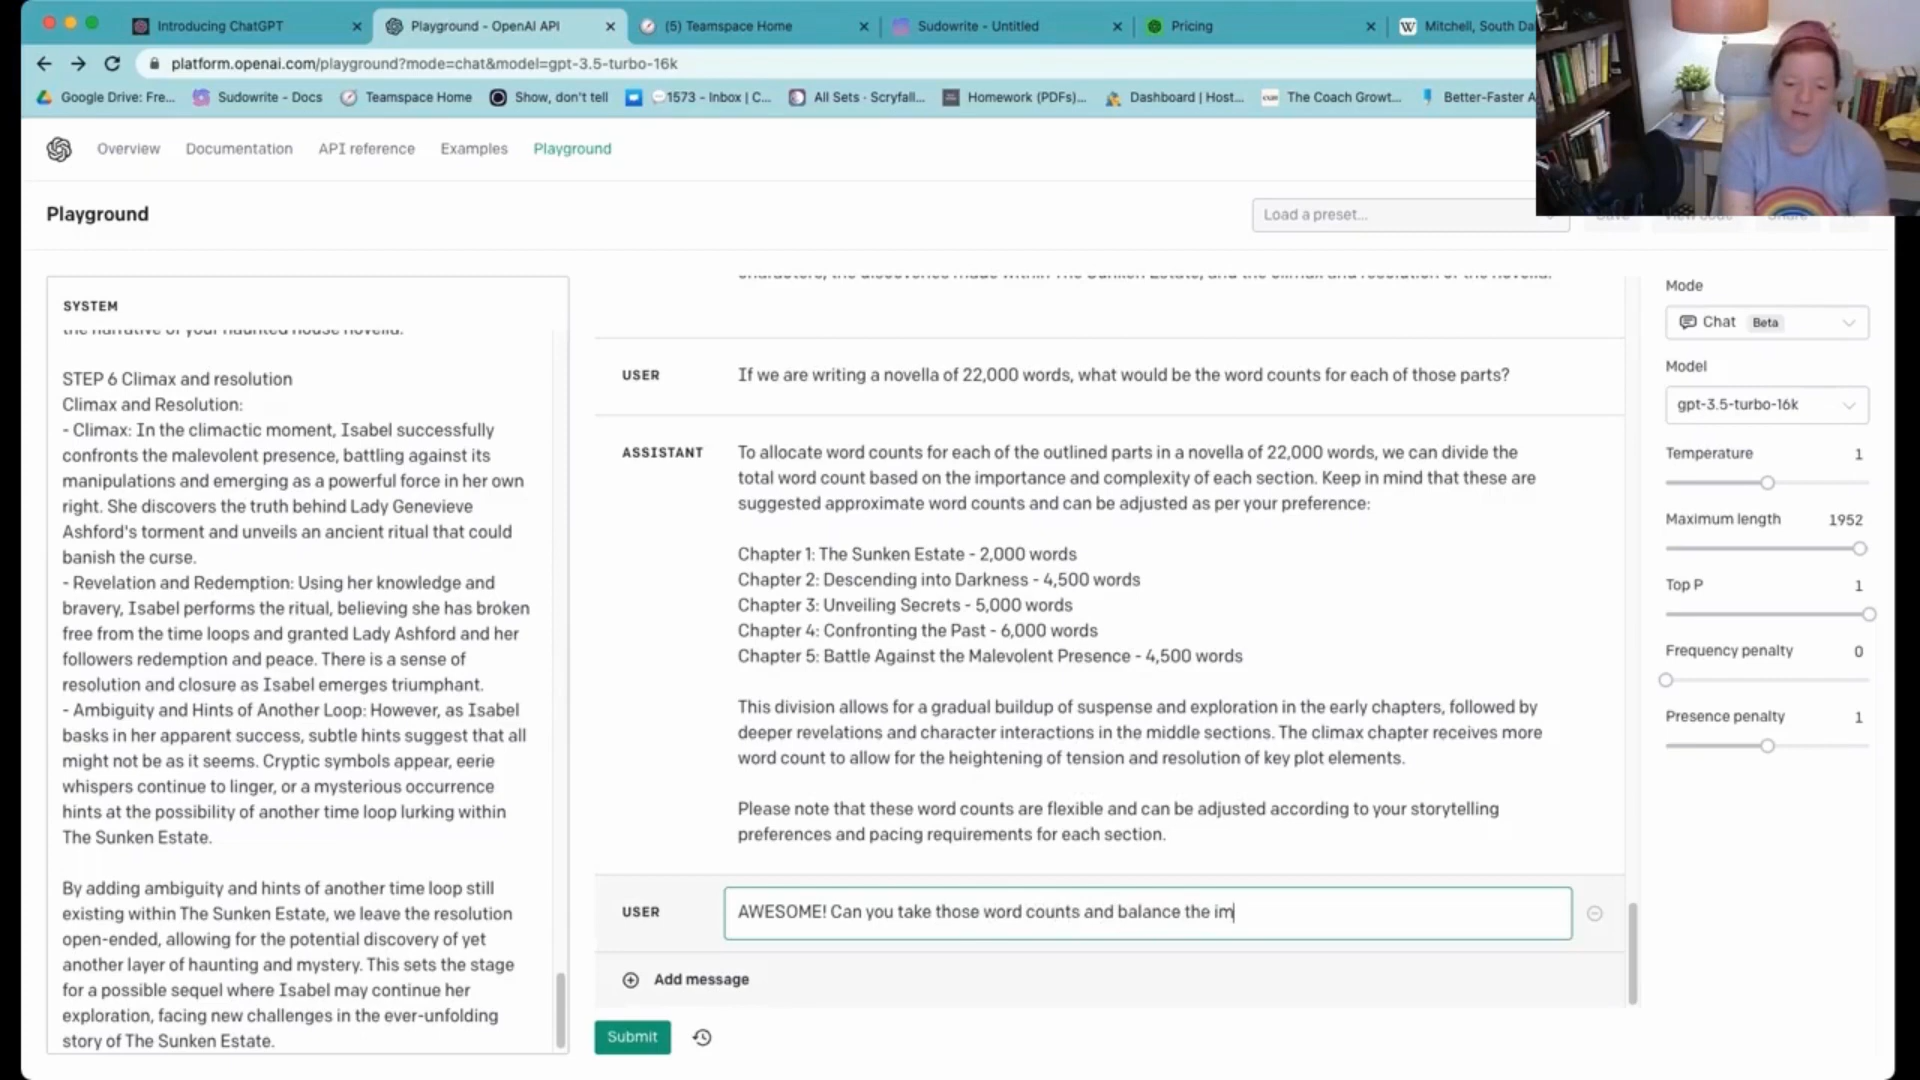 Introducing ChatGPT
Playground - OpenAI API
(5) Teamspace Home
Sudowrite - Untitled
Pricing
Mitchell, South Da
platform.openai.com/playground?mode=chat&model=gpt-3.5-turbo-16k
Google Drive: Fre...
Sudowrite - Docs
Teamspace Home
Show, don't tell
1573 - Inbox | C...
All Sets · Scryfall...
Homework (PDFs)...
Dashboard | Host...
The Coach Growt...
Better-Faster A
Overview
Documentation
API reference
Examples
Playground
Playground
Load a preset...
SYSTEM
the narrative of your haunted house novella.
STEP 6 Climax and resolution
Climax and Resolution:
- Climax: In the climactic moment, Isabel successfully
confronts the malevolent presence, battling against its
manipulations and emerging as a powerful force in her own
right. She discovers the truth behind Lady Genevieve
Ashford's torment and unveils an ancient ritual that could
banish the curse.
- Revelation and Redemption: Using her knowledge and
bravery, Isabel performs the ritual, believing she has broken
free from the time loops and granted Lady Ashford and her
followers redemption and peace. There is a sense of
resolution and closure as Isabel emerges triumphant.
- Ambiguity and Hints of Another Loop: However, as Isabel
basks in her apparent success, subtle hints suggest that all
might not be as it seems. Cryptic symbols appear, eerie
whispers continue to linger, or a mysterious occurrence
hints at the possibility of another time loop lurking within
The Sunken Estate.
By adding ambiguity and hints of another time loop still
existing within The Sunken Estate, we leave the resolution
open-ended, allowing for the potential discovery of yet
another layer of haunting and mystery. This sets the stage
for a possible sequel where Isabel may continue her
exploration, facing new challenges in the ever-unfolding
story of The Sunken Estate.
characters, the discoveries made within The Sunken Estate, and the climax and resolution of the novella.
USER
If we are writing a novella of 22,000 words, what would be the word counts for each of those parts?
ASSISTANT
To allocate word counts for each of the outlined parts in a novella of 22,000 words, we can divide the
total word count based on the importance and complexity of each section. Keep in mind that these are
suggested approximate word counts and can be adjusted as per your preference:
Chapter 1: The Sunken Estate - 2,000 words
Chapter 2: Descending into Darkness - 4,500 words
Chapter 3: Unveiling Secrets - 5,000 words
Chapter 4: Confronting the Past - 6,000 words
Chapter 5: Battle Against the Malevolent Presence - 4,500 words
This division allows for a gradual buildup of suspense and exploration in the early chapters, followed by
deeper revelations and character interactions in the middle sections. The climax chapter receives more
word count to allow for the heightening of tension and resolution of key plot elements.
Please note that these word counts are flexible and can be adjusted according to your storytelling
preferences and pacing requirements for each section.
USER
AWESOME! Can you take those word counts and balance the im
Add message
Submit
Mode
Chat Beta
Model
gpt-3.5-turbo-16k
Temperature 1
Maximum length 1952
Top P 1
Frequency penalty 0
Presence penalty 1